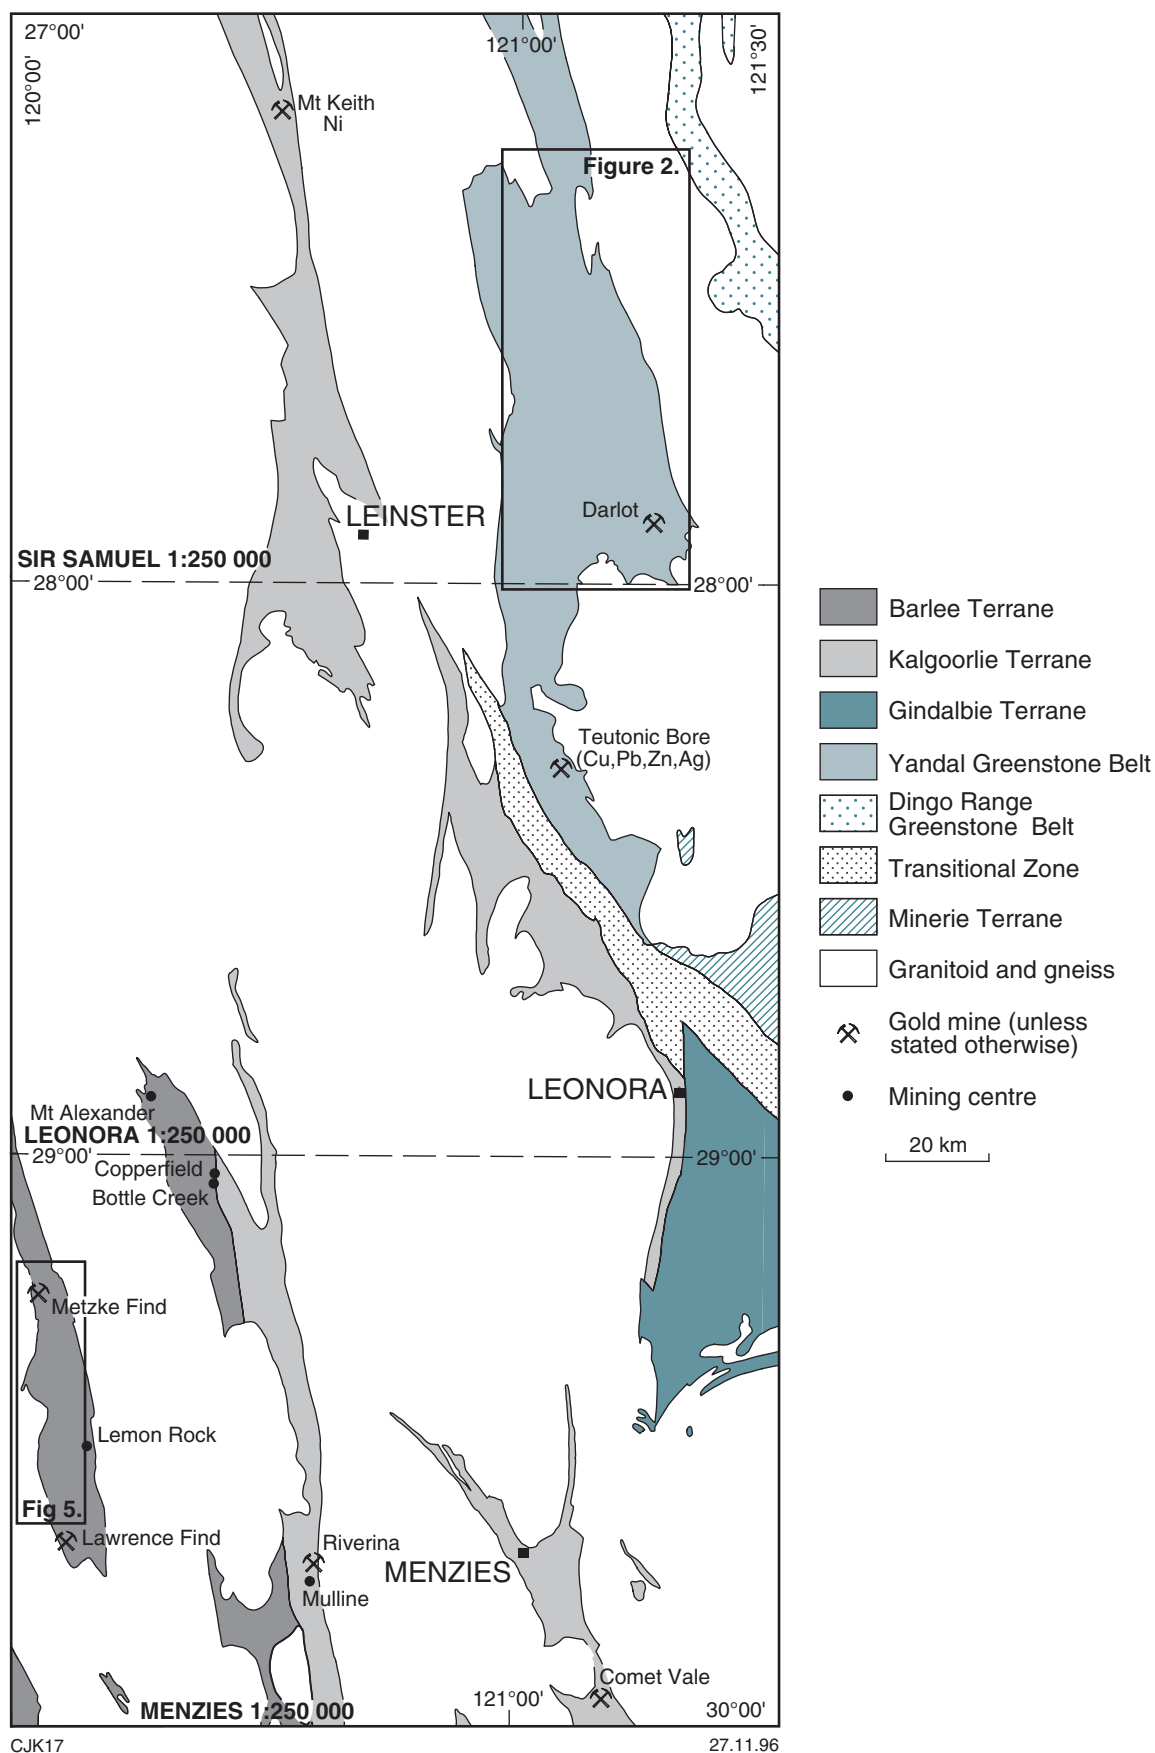 27°00'
120°00'
121°00'
121°30'
Mt Keith
Ni
Figure 2.
Darlot
LEINSTER
SIR SAMUEL 1:250 000
28°00'
28°00'
Teutonic Bore
(Cu,Pb,Zn,Ag)
LEONORA
Mt Alexander
LEONORA 1:250 000
29°00'
29°00'
Copperfield
Bottle Creek
Metzke Find
Lemon Rock
Fig 5.
Lawrence Find
Riverina
MENZIES
Mulline
Comet Vale
121°00'
30°00'
MENZIES 1:250 000
CJK17
27.11.96
Barlee Terrane
Kalgoorlie Terrane
Gindalbie Terrane
Yandal Greenstone Belt
Dingo Range
Greenstone Belt
Transitional Zone
Minerie Terrane
Granitoid and gneiss
Gold mine (unless
stated otherwise)
Mining centre
20 km